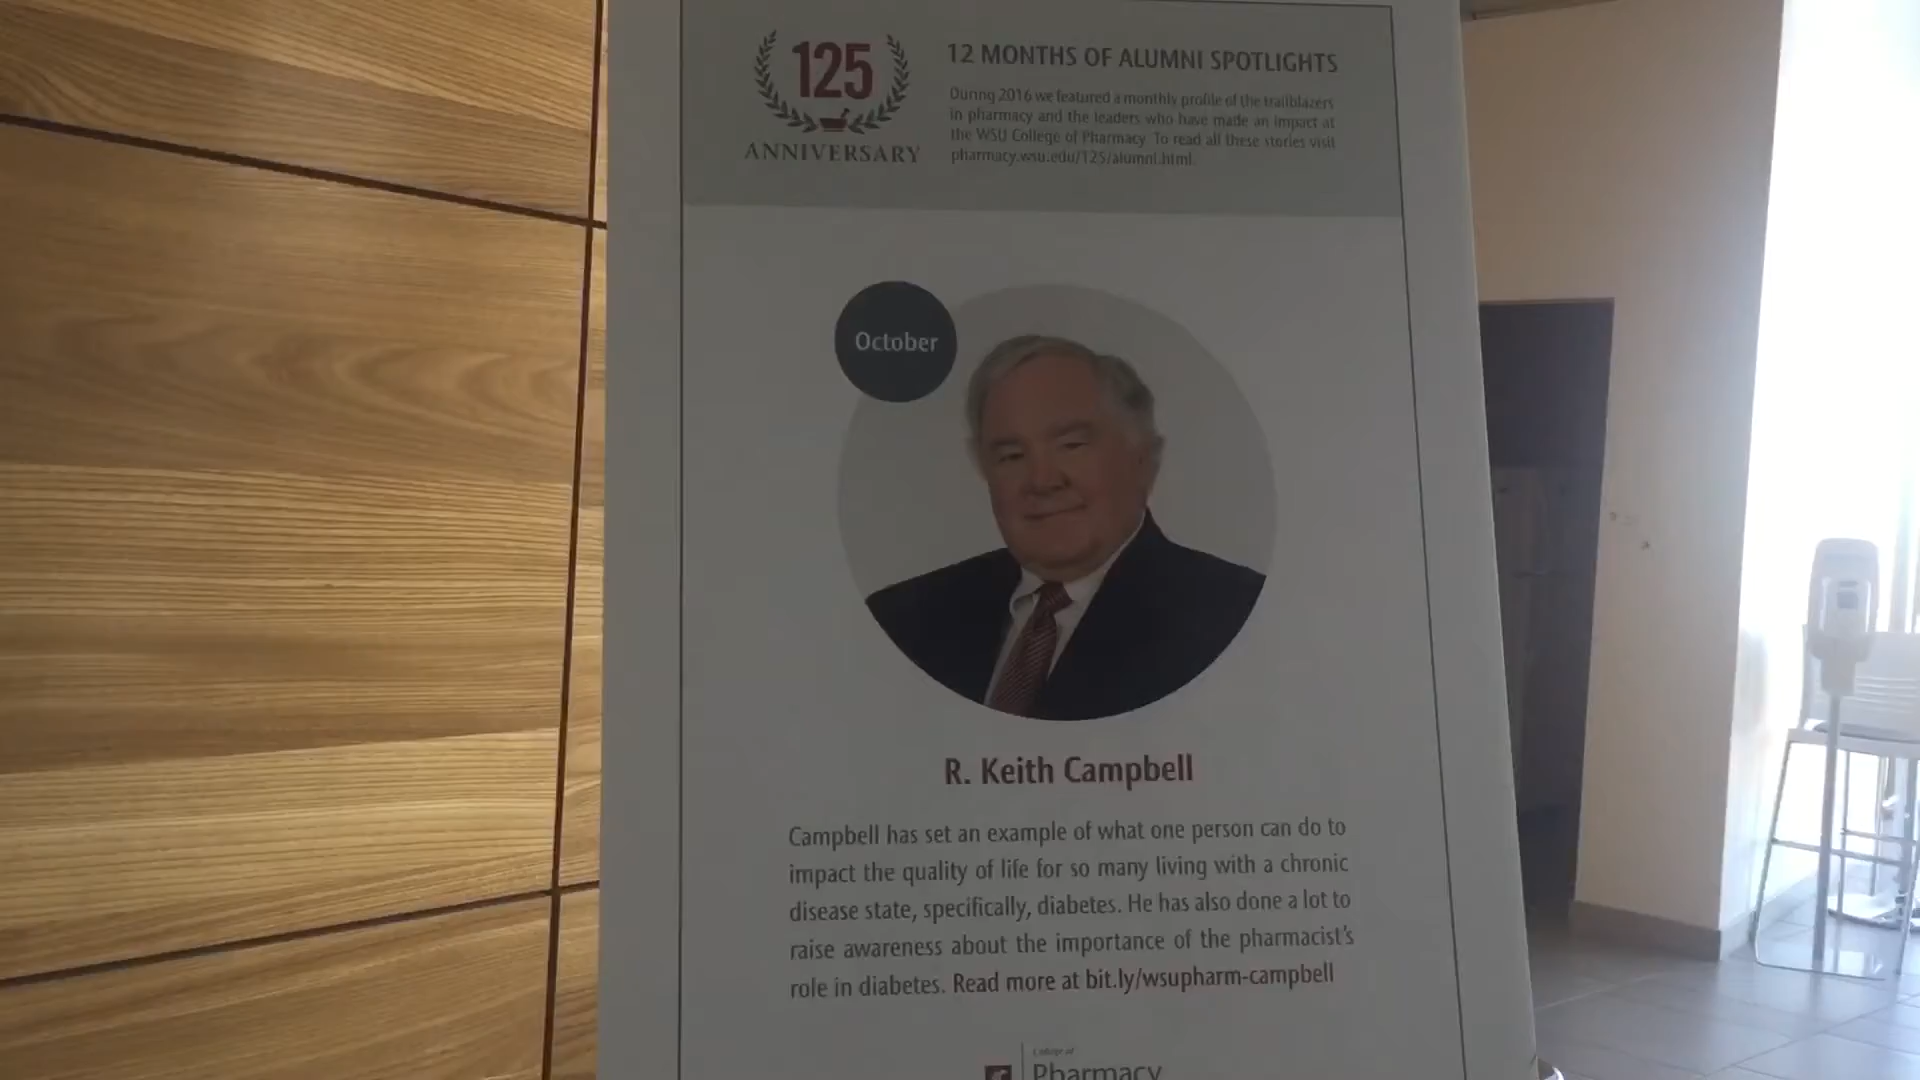 125
ANNIVERSARY
12 MONTHS OF ALUMNI SPOTLIGHTS
During 2016 we featured a monthly profile of the trailblazers
in pharmacy and the leaders who have made an impact at
the WSU College of Pharmacy. To read all these stories visit
pharmacy.wsu.edu/125/alumni.html.
October
R. Keith Campbell
Campbell has set an example of what one person can do to
impact the quality of life for so many living with a chronic
disease state, specifically, diabetes. He has also done a lot to
raise awareness about the importance of the pharmacist's
role in diabetes. Read more at bit.ly/wsupharm-campbell
College of
Pharmacy